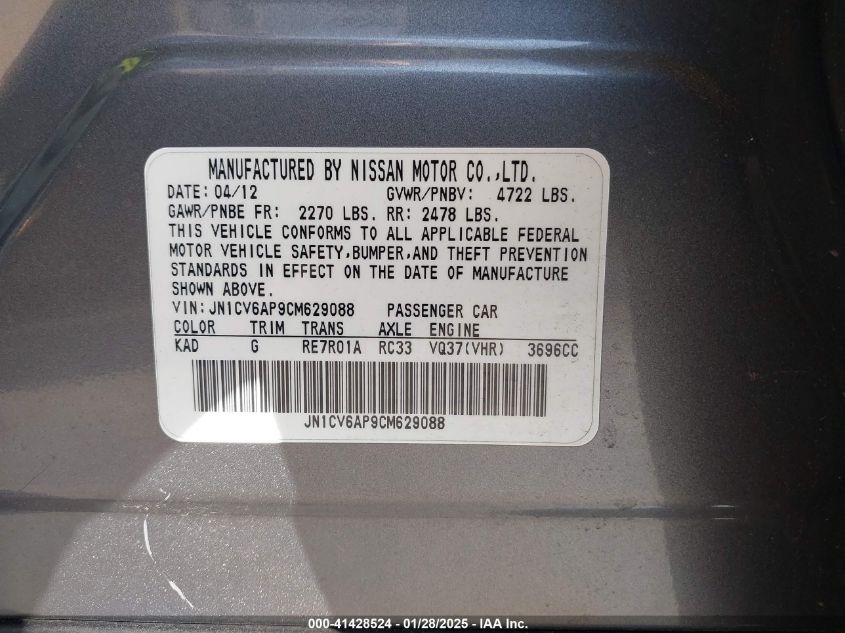 MANUFACTURED BY NISSAN MOTOR CO.,LTD.
DATE: 04/12 GVWR/PNBV: 4722 LBS.
GAWR/PNBE FR: 2270 LBS. RR: 2478 LBS.
THIS VEHICLE CONFORMS TO ALL APPLICABLE FEDERAL
MOTOR VEHICLE SAFETY,BUMPER,AND THEFT PREVENTION
STANDARDS IN EFFECT ON THE DATE OF MANUFACTURE
SHOWN ABOVE.
VIN:JN1CV6AP9CM629088 PASSENGER CAR
COLOR TRIM TRANS AXLE ENGINE
KAD G RE7R01A RC33 VQ37(VHR) 3696CC
JN1CV6AP9CM629088
000-41428524 - 01/28/2025 - IAA Inc.